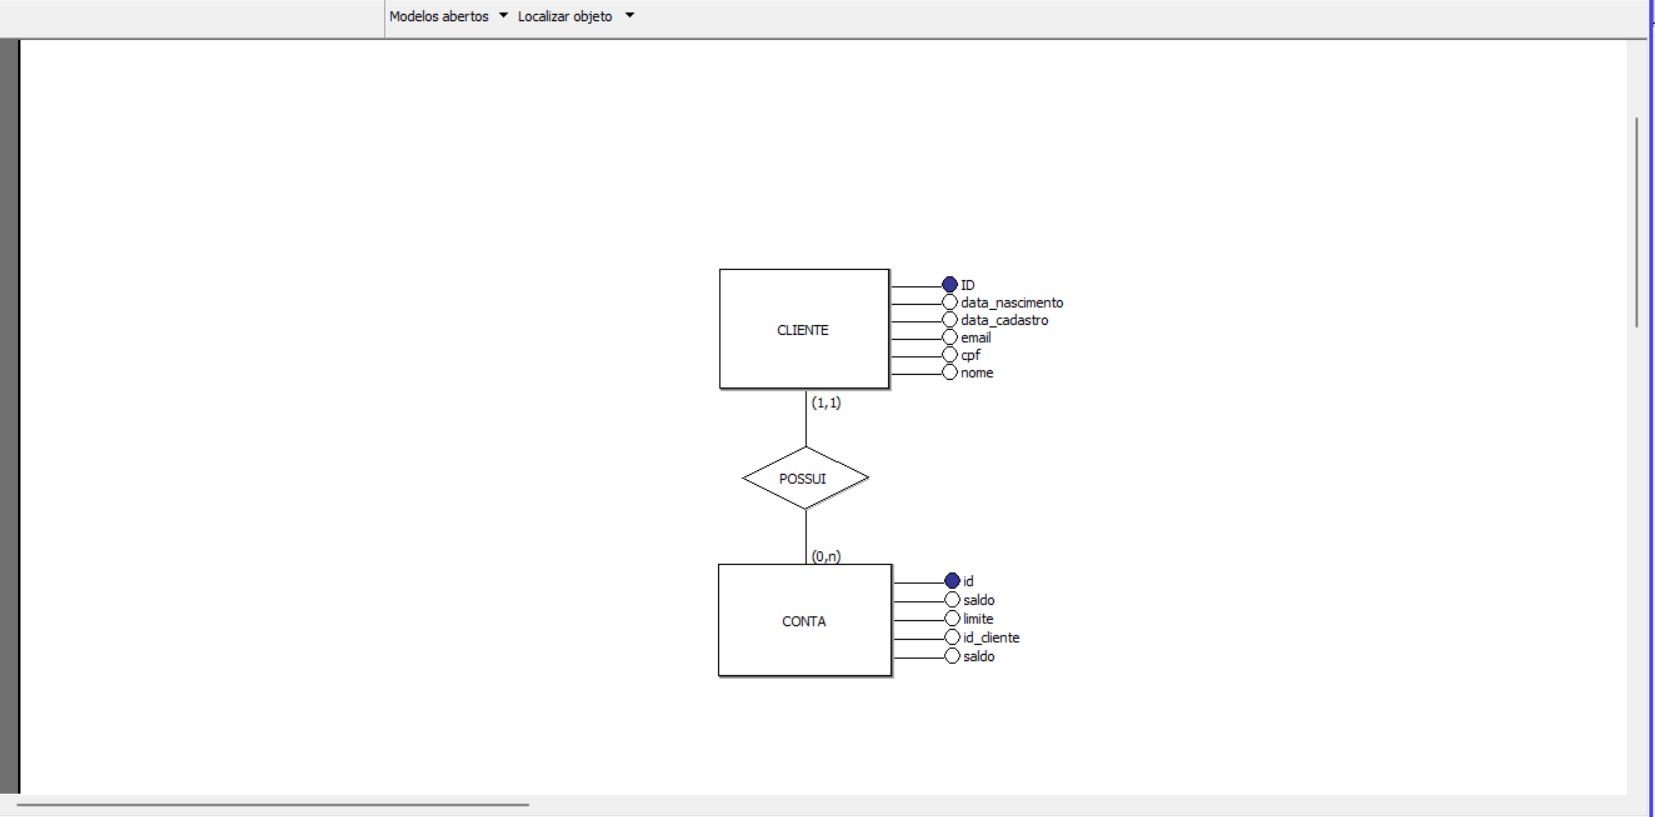 Modelos abertos Localizar objeto
CLIENTE
ID
data_nascimento
data_cadastro
email
cpf
nome
(1,1)
POSSUI
(0,n)
CONTA
id
saldo
limite
id_cliente
saldo